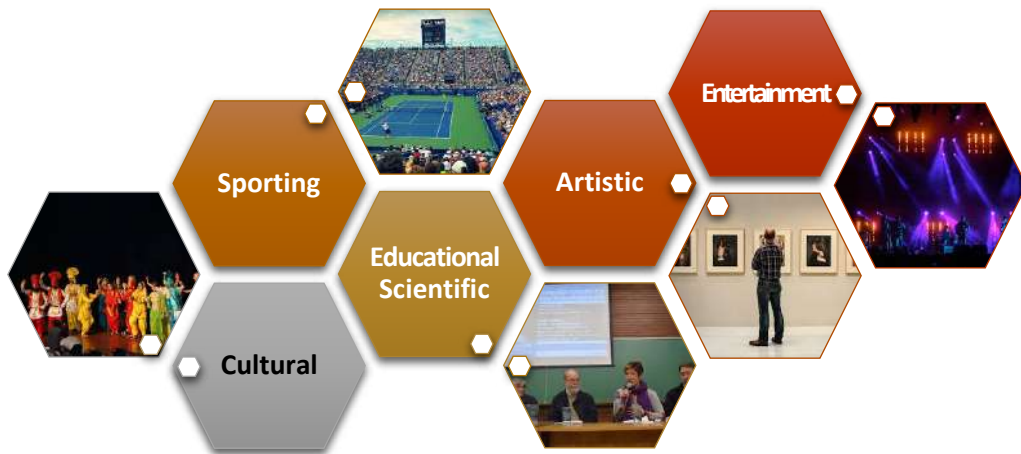 Entertainment
Sporting
Artistic
Educational
Scientific
Cultural